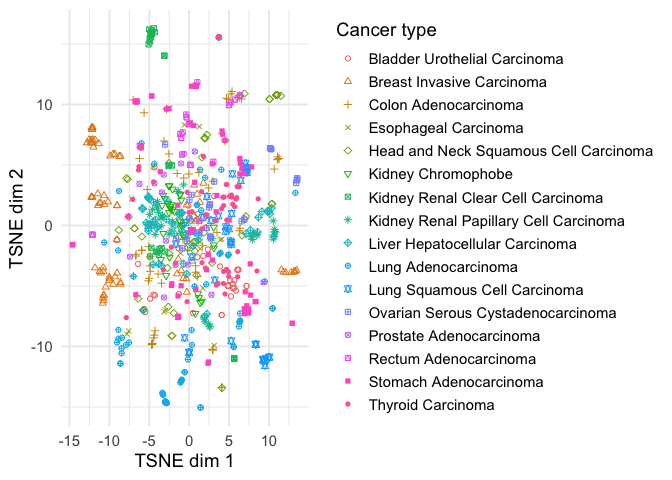 Cancer type
Bladder Urothelial Carcinoma
Breast Invasive Carcinoma
Colon Adenocarcinoma
Esophageal Carcinoma
Head and Neck Squamous Cell Carcinoma
Kidney Chromophobe
Kidney Renal Clear Cell Carcinoma
Kidney Renal Papillary Cell Carcinoma
Liver Hepatocellular Carcinoma
Lung Adenocarcinoma
Lung Squamous Cell Carcinoma
Ovarian Serous Cystadenocarcinoma
Prostate Adenocarcinoma
Rectum Adenocarcinoma
Stomach Adenocarcinoma
Thyroid Carcinoma
TSNE dim 2
10
0
-10
-15 -10 -5 0 5 10
TSNE dim 1